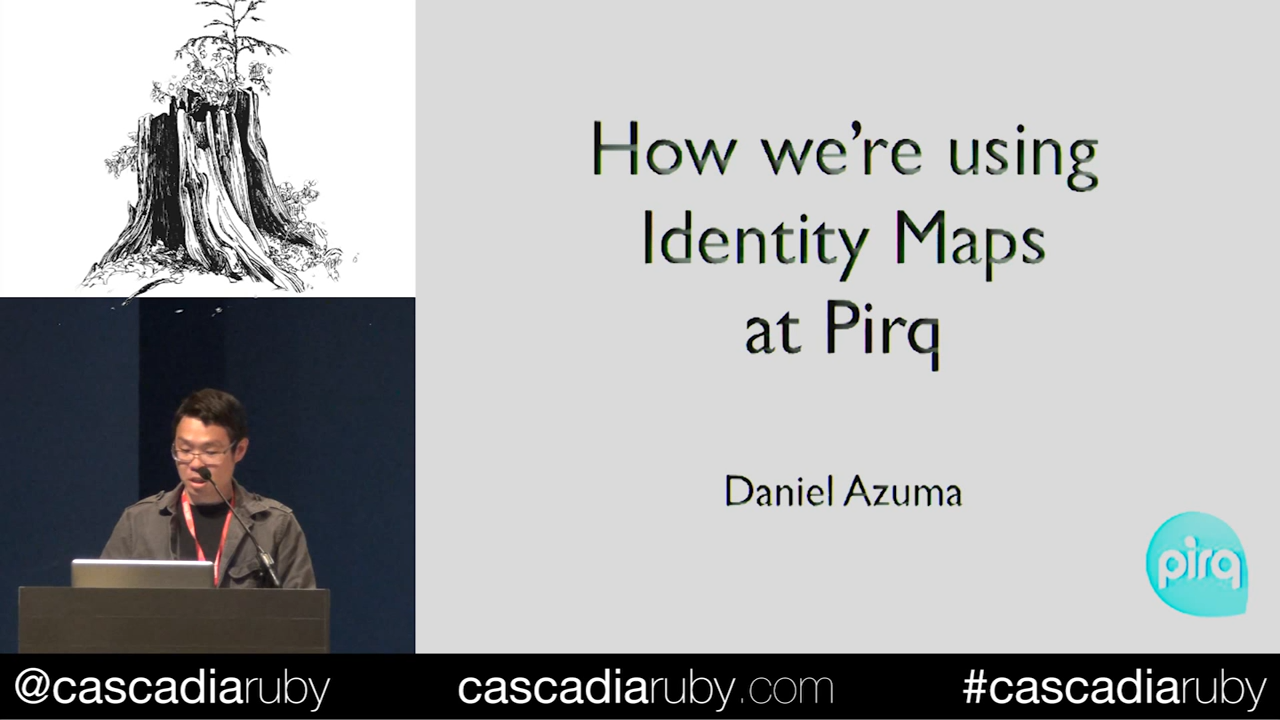 How we're using
Identity Maps
at Pirq
Daniel Azuma
pirq
@cascadiaruby
cascadiaruby.com
#cascadiaruby